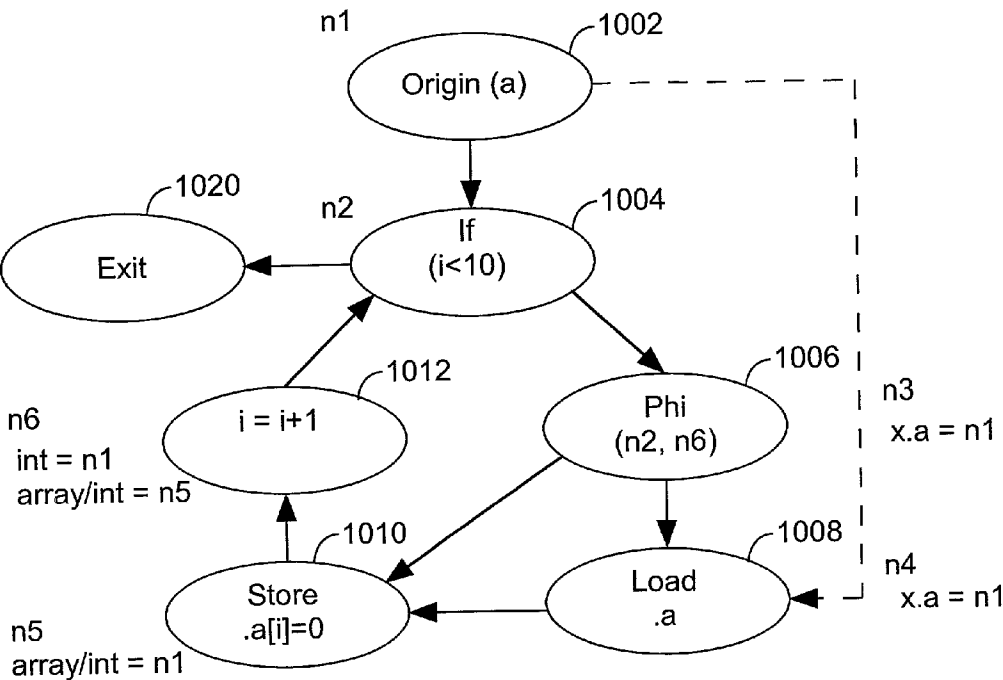 n1
1002
Origin (a)
1020
n2
1004
If
(i<10)
Exit
1012
1006
n6
i = i+1
Phi
(n2, n6)
n3
x.a = n1
int = n1
array/int = n5
1010
1008
Store
.a[i]=0
Load
.a
n4
x.a = n1
n5
array/int = n1